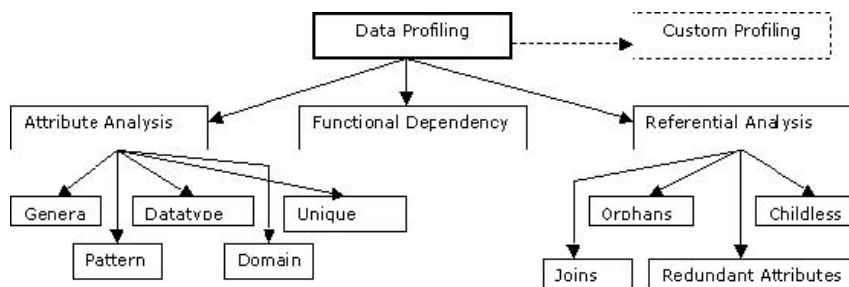 Data Profiling
Custom Profiling
Attribute Analysis
Functional Dependency
Referential Analysis
Genera
Datatype
Unique
Orphans
Childless
Pattern
Domain
Joins
Redundant Attributes